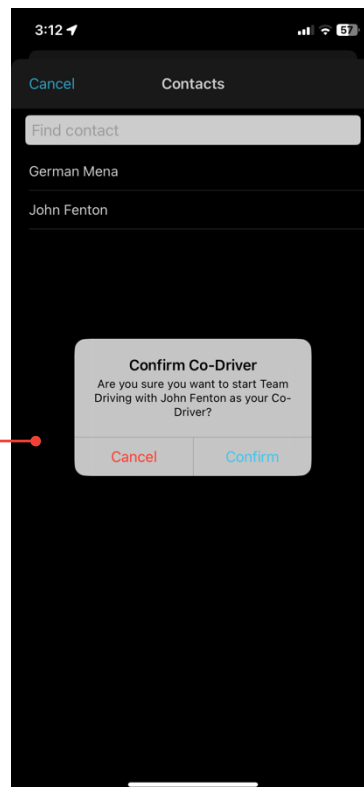 3:12 57
Cancel Contacts
Find contact
German Mena
John Fenton
Confirm Co-Driver
Are you sure you want to start Team
Driving with John Fenton as your Co-
Driver?
Cancel Confirm